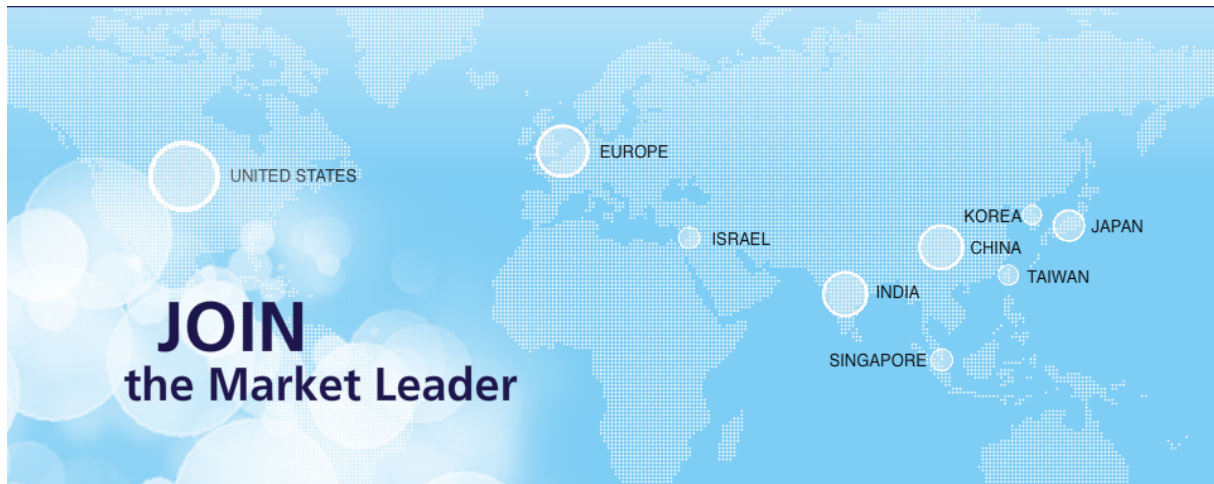 UNITED STATES
EUROPE
ISRAEL
KOREA
JAPAN
CHINA
TAIWAN
INDIA
SINGAPORE
JOIN
the Market Leader